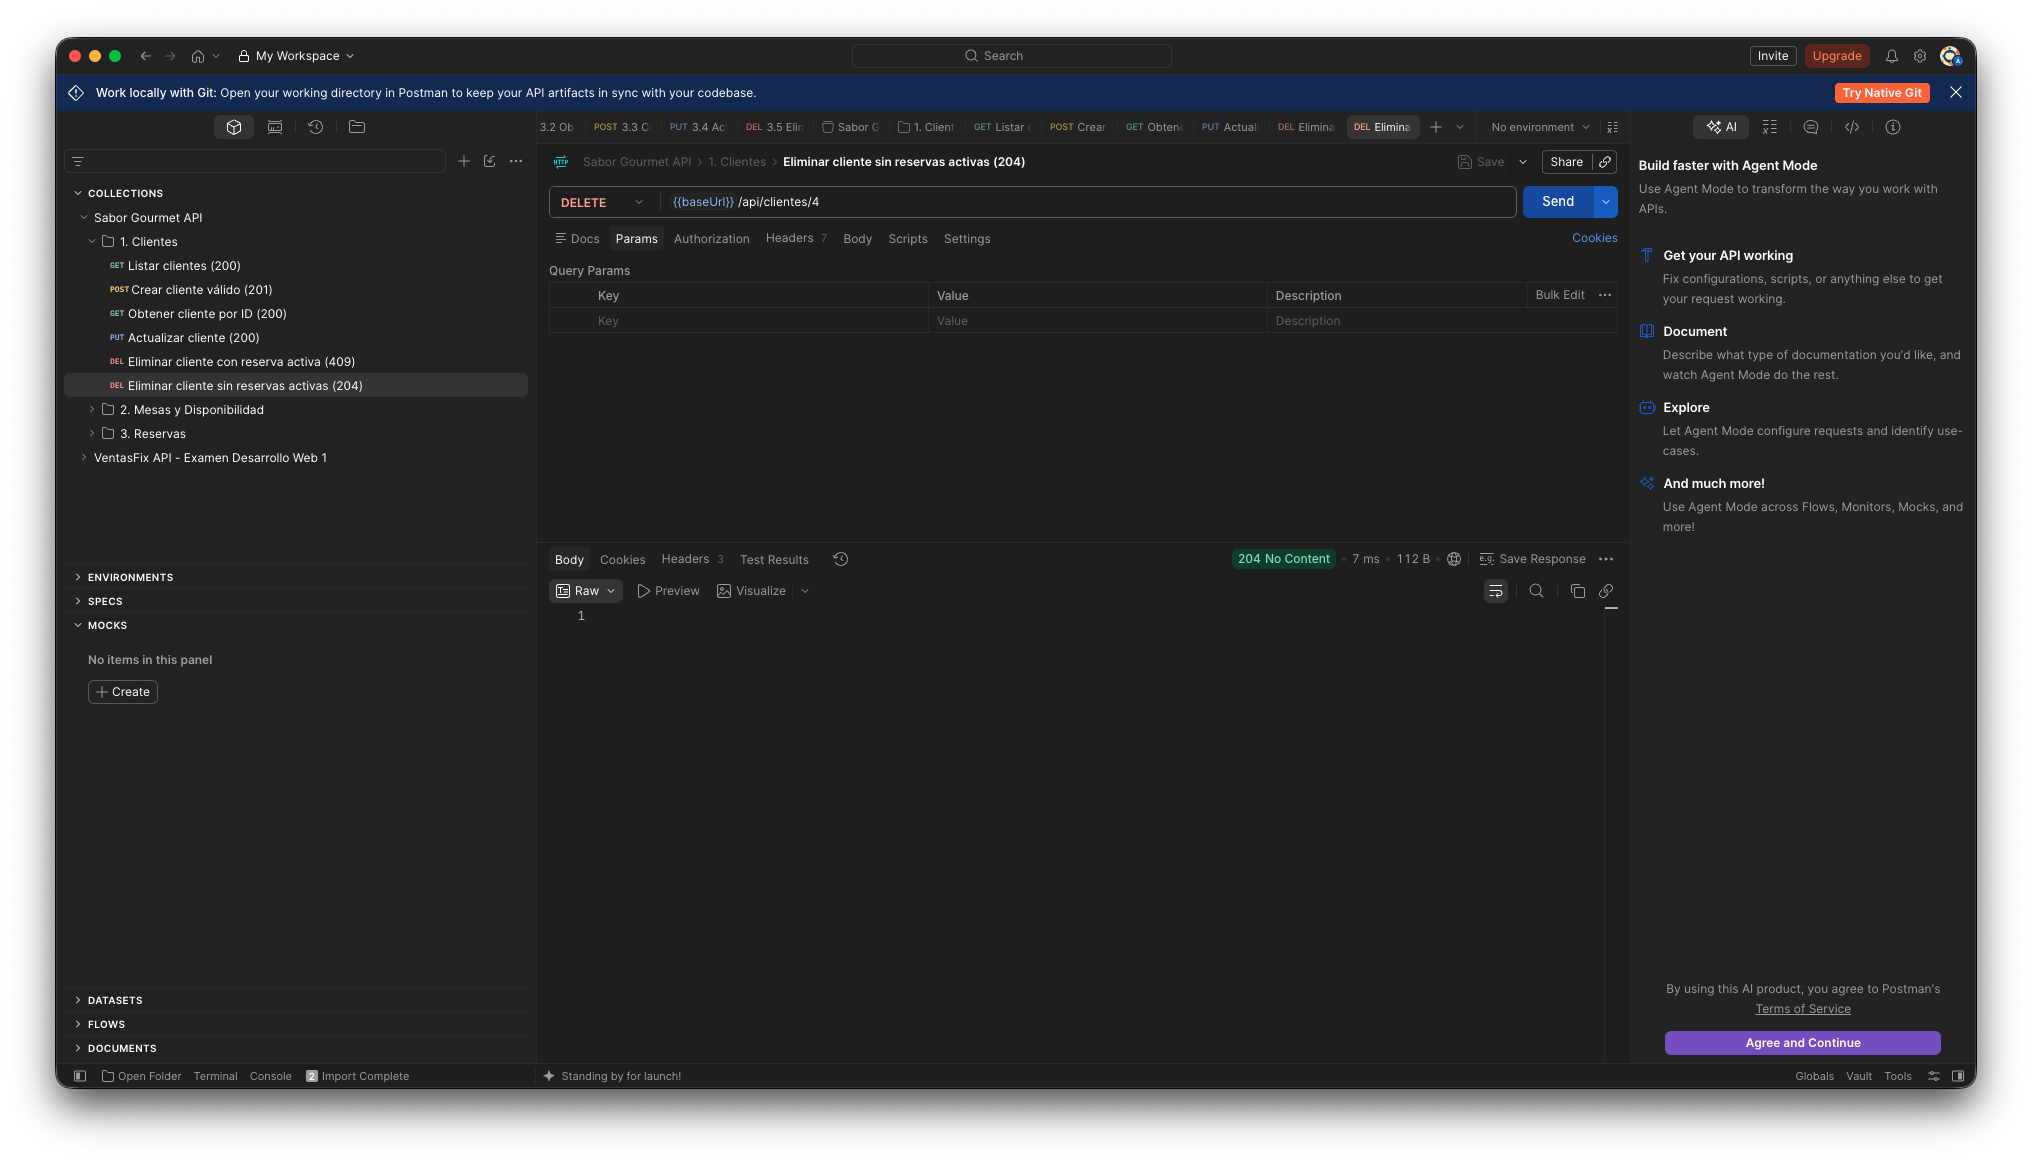 My Workspace
Search
Invite
Upgrade
Work locally with Git: Open your working directory in Postman to keep your API artifacts in sync with your codebase.
Try Native Git
3.2 Ob
POST 3.3 C
PUT 3.4 Ac
DEL 3.5 Elin
Sabor G
1. Client
GET Listar c
POST Crear
GET Obtene
PUT Actuali
DEL Elimina
DEL Elimina
No environment
AI
COLLECTIONS
Sabor Gourmet API
1. Clientes
GET Listar clientes (200)
POST Crear cliente válido (201)
GET Obtener cliente por ID (200)
PUT Actualizar cliente (200)
DEL Eliminar cliente con reserva activa (409)
DEL Eliminar cliente sin reservas activas (204)
2. Mesas y Disponibilidad
3. Reservas
VentasFix API - Examen Desarrollo Web 1
ENVIRONMENTS
SPECS
MOCKS
No items in this panel
Create
DATASETS
FLOWS
DOCUMENTS
HTTP
Sabor Gourmet API > 1. Clientes > Eliminar cliente sin reservas activas (204)
Save
Share
DELETE
{{baseUrl}} /api/clientes/4
Send
Docs
Params
Authorization
Headers 7
Body
Scripts
Settings
Cookies
Query Params
Key Value Description Bulk Edit
Key Value Description
Body
Cookies
Headers 3
Test Results
204 No Content
7 ms
112 B
e.g. Save Response
Raw
Preview
Visualize
1
Build faster with Agent Mode
Use Agent Mode to transform the way you work with
APIs.
Get your API working
Fix configurations, scripts, or anything else to get
your request working.
Document
Describe what type of documentation you'd like, and
watch Agent Mode do the rest.
Explore
Let Agent Mode configure requests and identify use-
cases.
And much more!
Use Agent Mode across Flows, Monitors, Mocks, and
more!
By using this AI product, you agree to Postman's
Terms of Service
Agree and Continue
Open Folder
Terminal
Console
2 Import Complete
Standing by for launch!
Globals
Vault
Tools